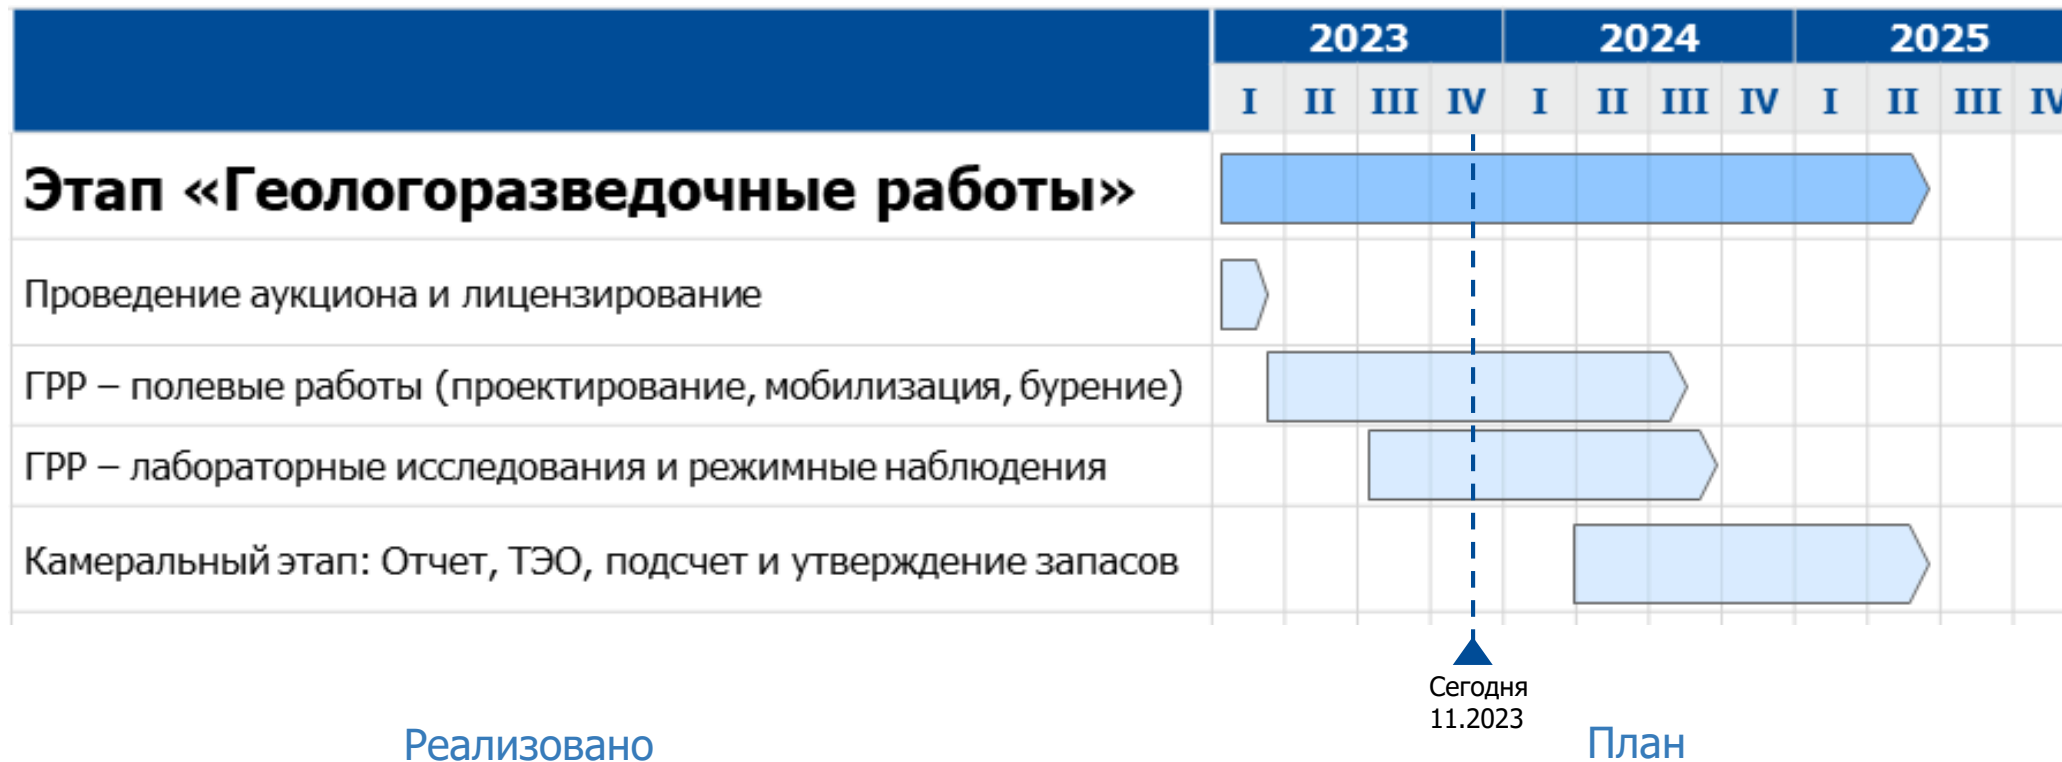 2023 2024 2025
I II III IV I II III IV I II III IV
Этап «Геологоразведочные работы»
Проведение аукциона и лицензирование
ГРР – полевые работы (проектирование, мобилизация, бурение)
ГРР – лабораторные исследования и режимные наблюдения
Камеральный этап: Отчет, ТЭО, подсчет и утверждение запасов
Сегодня
11.2023
Реализовано
План